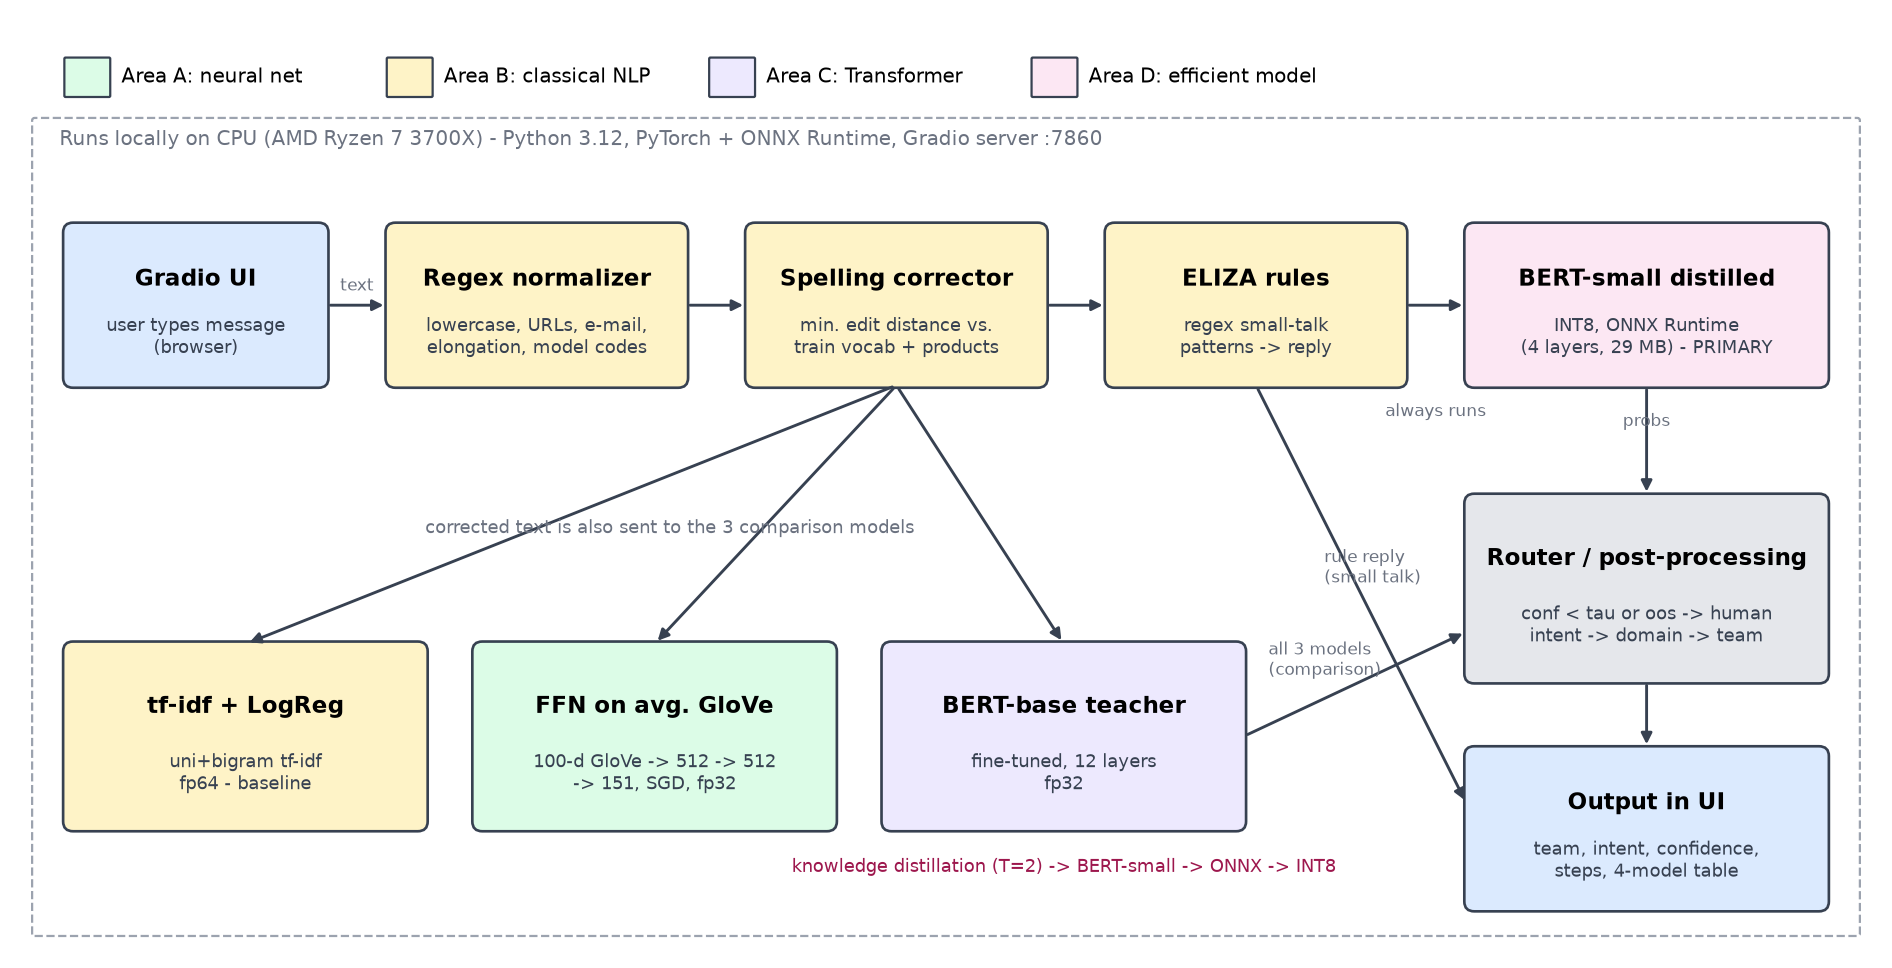 Area A: neural net
Area B: classical NLP
Area C: Transformer
Area D: efficient model
Runs locally on CPU (AMD Ryzen 7 3700X) - Python 3.12, PyTorch + ONNX Runtime, Gradio server :7860
Gradio UI
user types message
(browser)
text
Regex normalizer
lowercase, URLs, e-mail,
elongation, model codes
Spelling corrector
min. edit distance vs.
train vocab + products
ELIZA rules
regex small-talk
patterns -> reply
BERT-small distilled
INT8, ONNX Runtime
(4 layers, 29 MB) - PRIMARY
always runs
probs
corrected text is also sent to the 3 comparison models
rule reply
(small talk)
Router / post-processing
conf < tau or oos -> human
intent -> domain -> team
all 3 models
(comparison)
tf-idf + LogReg
uni+bigram tf-idf
fp64 - baseline
FFN on avg. GloVe
100-d GloVe -> 512 -> 512
-> 151, SGD, fp32
BERT-base teacher
fine-tuned, 12 layers
fp32
Output in UI
team, intent, confidence,
steps, 4-model table
knowledge distillation (T=2) -> BERT-small -> ONNX -> INT8